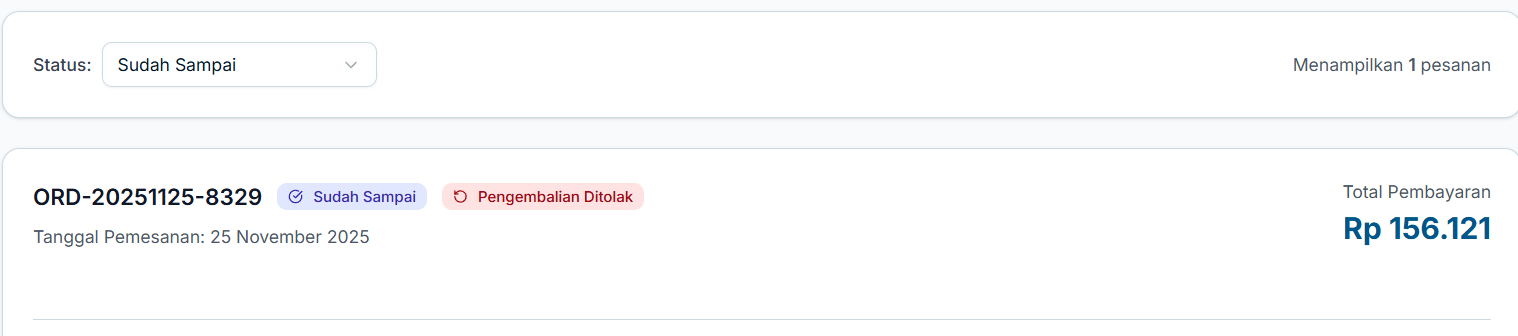 Status: Sudah Sampai Menampilkan 1 pesanan
ORD-20251125-8329 Sudah Sampai Pengembalian Ditolak
Tanggal Pemesanan: 25 November 2025
Total Pembayaran
Rp 156.121